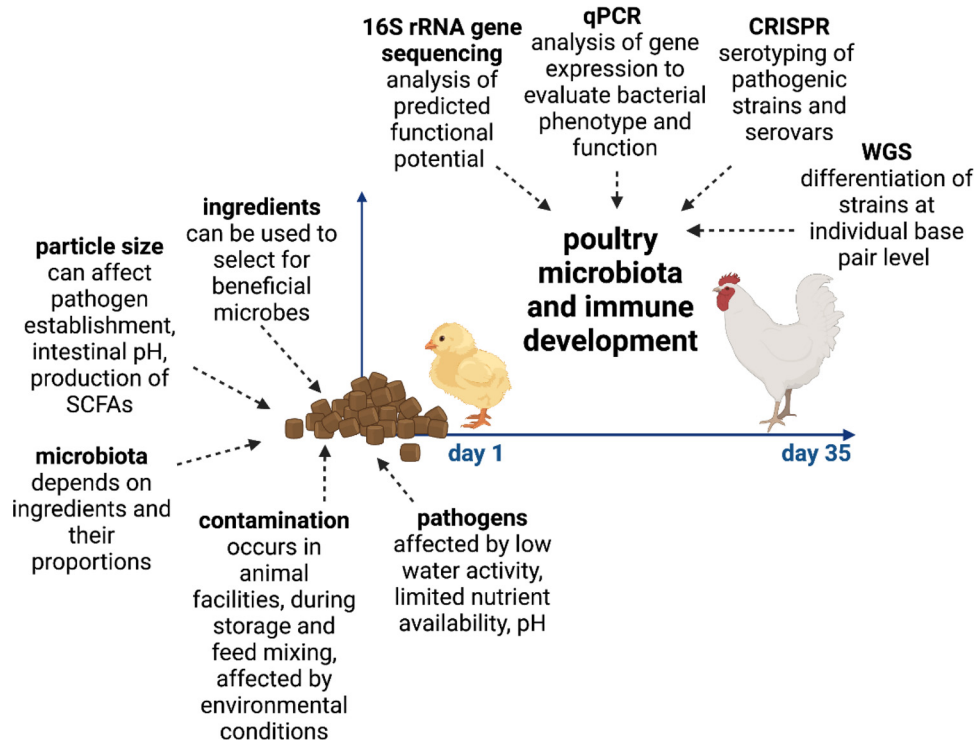 16S rRNA gene
sequencing
analysis of
predicted
functional
potential
qPCR
analysis of gene
expression to
evaluate bacterial
phenotype and
function
CRISPR
serotyping of
pathogenic
strains and
serovars
WGS
differentiation of
strains at
individual base
pair level
ingredients
can be used to
select for
beneficial
microbes
particle size
can affect
pathogen
establishment,
intestinal pH,
production of
SCFAs
poultry
microbiota
and immune
development
day 1
day 35
microbiota
depends on
ingredients and
their
proportions
contamination
occurs in
animal
facilities, during
storage and
feed mixing,
affected by
environmental
conditions
pathogens
affected by low
water activity,
limited nutrient
availability, pH